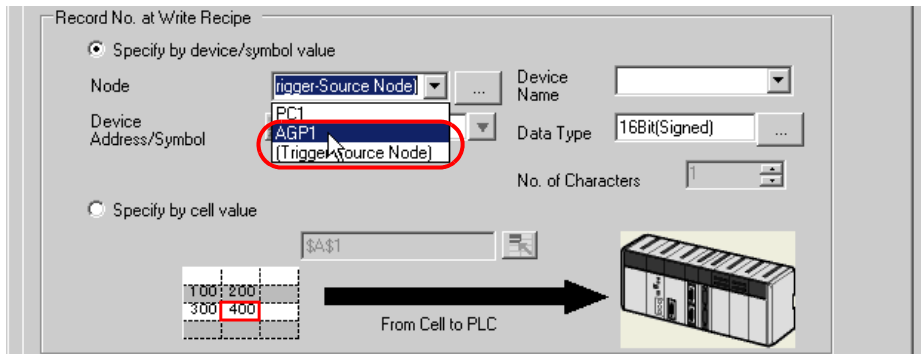 Record No. at Write Recipe
Specify by device/symbol value
Node
rigger-Source Node)
...
Device
Name
PC1
AGP1
(Trigger-Source Node)
Device
Address/Symbol
Data Type
16Bit(Signed)
...
No. of Characters
1
Specify by cell value
$A$1
100 200
300 400
From Cell to PLC